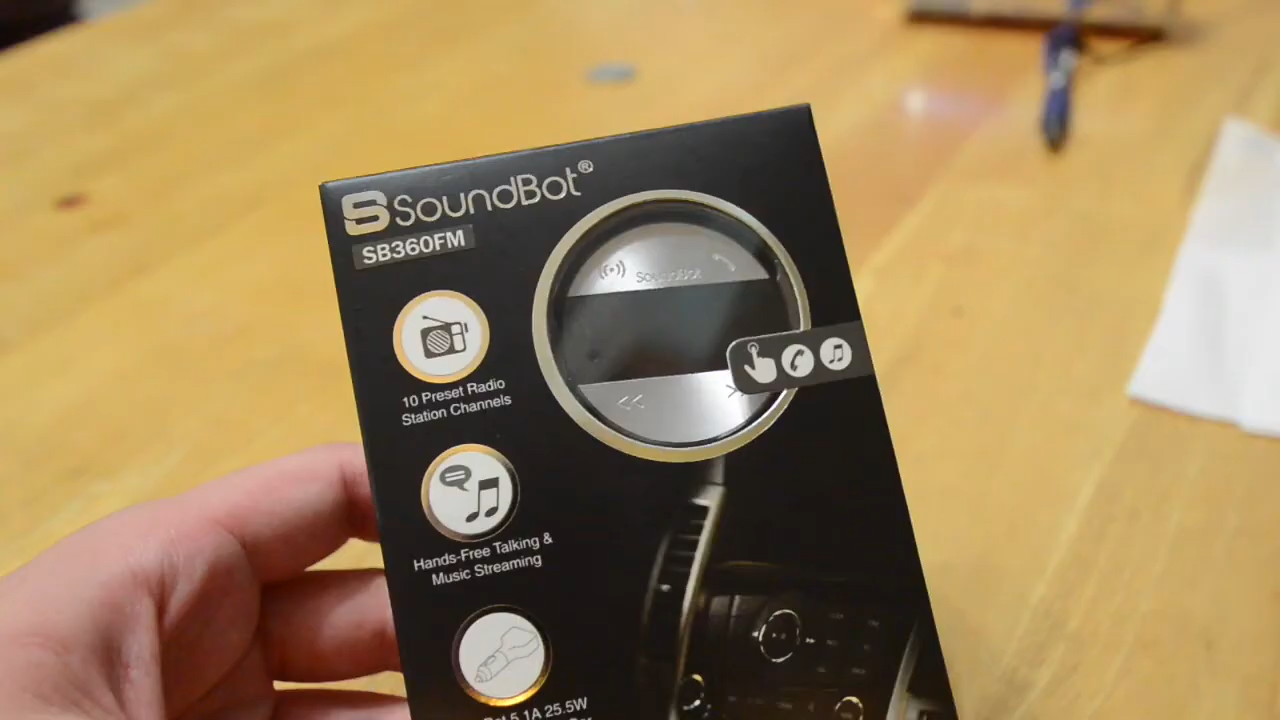 SoundBot®
SB360FM
SoundBot
10 Preset Radio
Station Channels
Hands-Free Talking &
Music Streaming
5.1A 25.5W